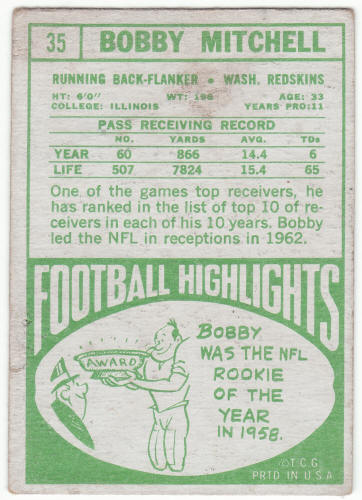 35 BOBBY MITCHELL
RUNNING BACK-FLANKER • WASH. REDSKINS
HT: 6'0" WT: 196 AGE: 33
COLLEGE: ILLINOIS YEARS PRO: 11
PASS RECEIVING RECORD
NO. YARDS AVG. TDs
YEAR 60 866 14.4 6
LIFE 507 7824 15.4 65
One of the games top receivers, he
has ranked in the list of top 10 of re-
ceivers in each of his 10 years. Bobby
led the NFL in receptions in 1962.
FOOTBALL HIGHLIGHTS
AWARD
BOBBY
WAS THE NFL
ROOKIE
OF THE
YEAR
IN 1958.
©T.C.G.
PRTD IN U.S.A.